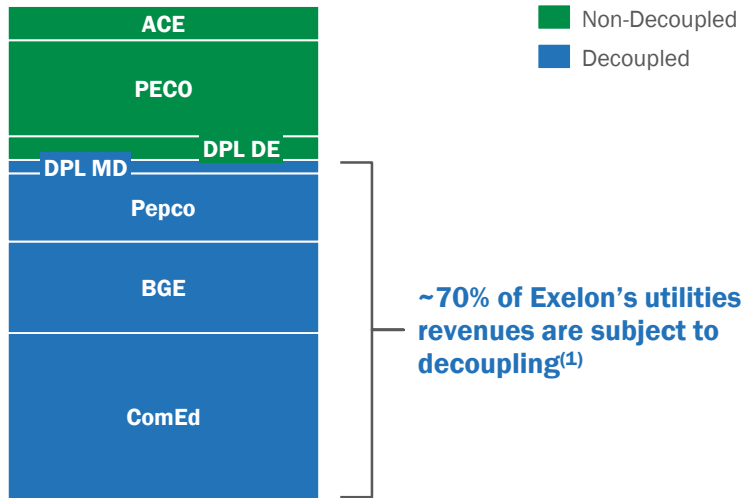 ACE
Non-Decoupled
Decoupled
PECO
DPL DE
DPL MD
Pepco
BGE
~70% of Exelon’s utilities
revenues are subject to
decoupling(1)
ComEd